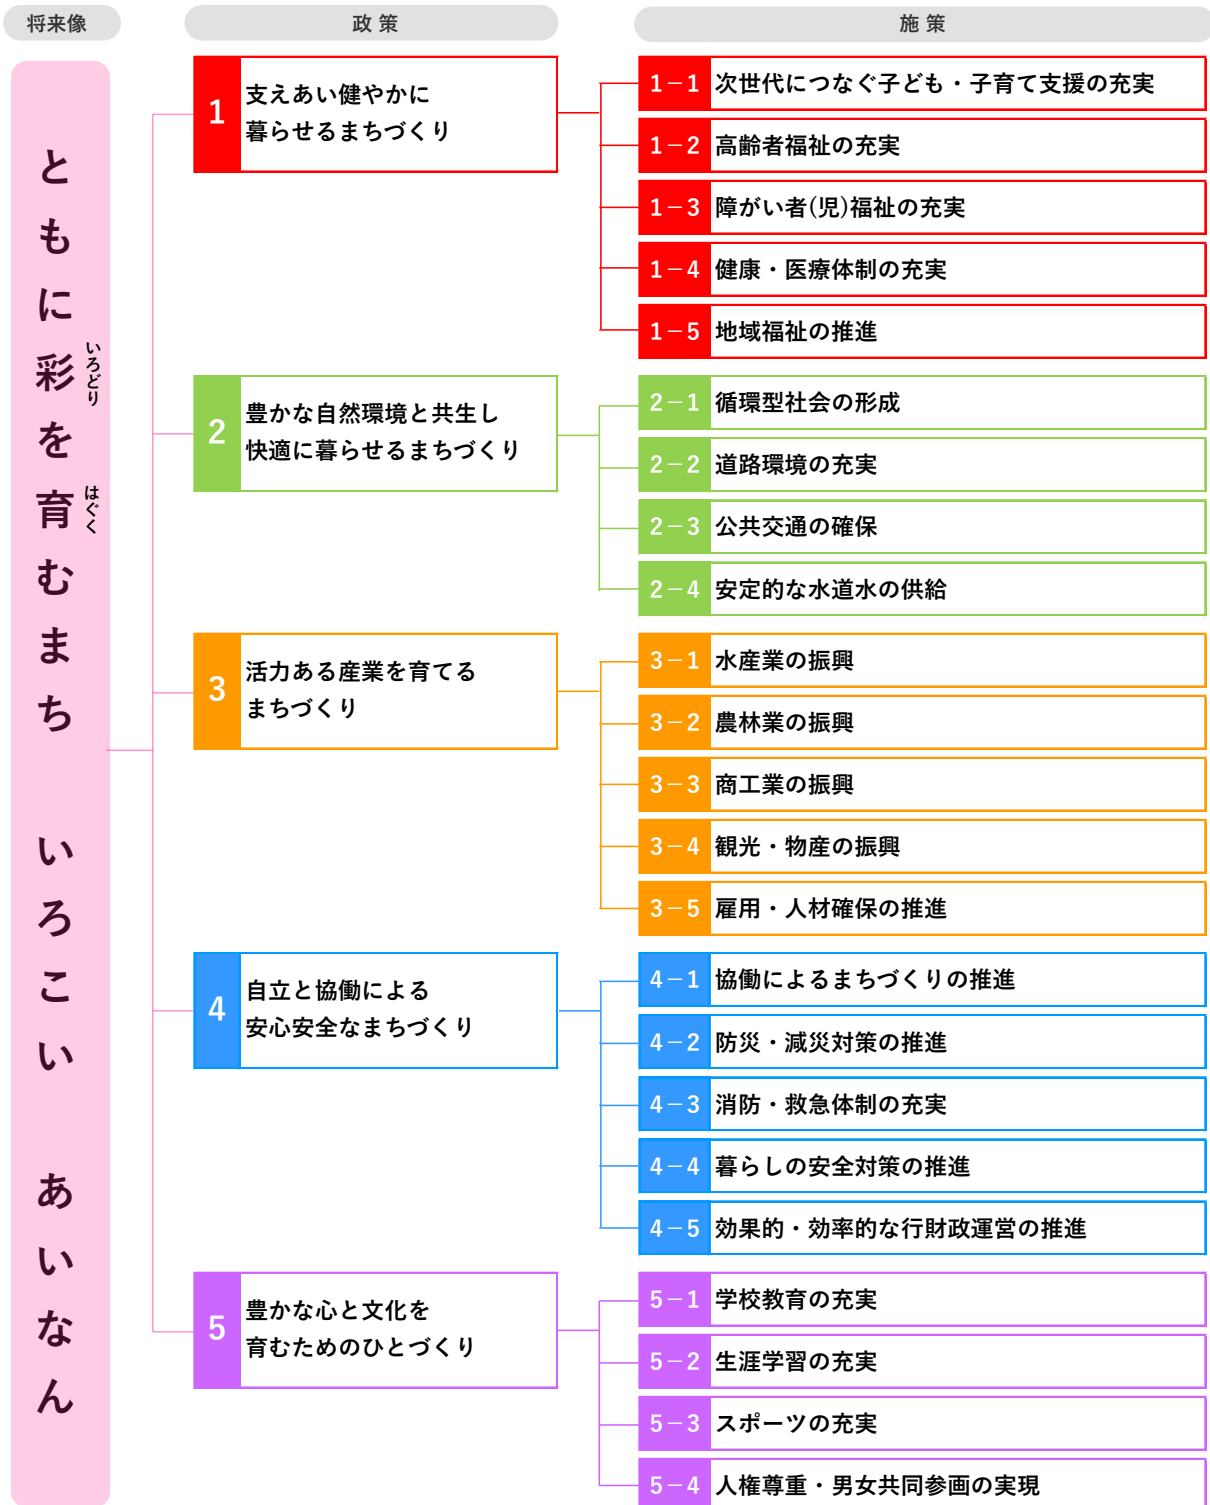 将来像
政策
施策
ともに彩を育むまち いろこい あいなん
いろどり
はぐく
1
支えあい健やかに
暮らせるまちづくり
1－1 次世代につなぐ子ども・子育て支援の充実
1－2 高齢者福祉の充実
1－3 障がい者(児)福祉の充実
1－4 健康・医療体制の充実
1－5 地域福祉の推進
2
豊かな自然環境と共生し
快適に暮らせるまちづくり
2－1 循環型社会の形成
2－2 道路環境の充実
2－3 公共交通の確保
2－4 安定的な水道水の供給
3
活力ある産業を育てる
まちづくり
3－1 水産業の振興
3－2 農林業の振興
3－3 商工業の振興
3－4 観光・物産の振興
3－5 雇用・人材確保の推進
4
自立と協働による
安心安全なまちづくり
4－1 協働によるまちづくりの推進
4－2 防災・減災対策の推進
4－3 消防・救急体制の充実
4－4 暮らしの安全対策の推進
4－5 効果的・効率的な行財政運営の推進
5
豊かな心と文化を
育むためのひとづくり
5－1 学校教育の充実
5－2 生涯学習の充実
5－3 スポーツの充実
5－4 人権尊重・男女共同参画の実現